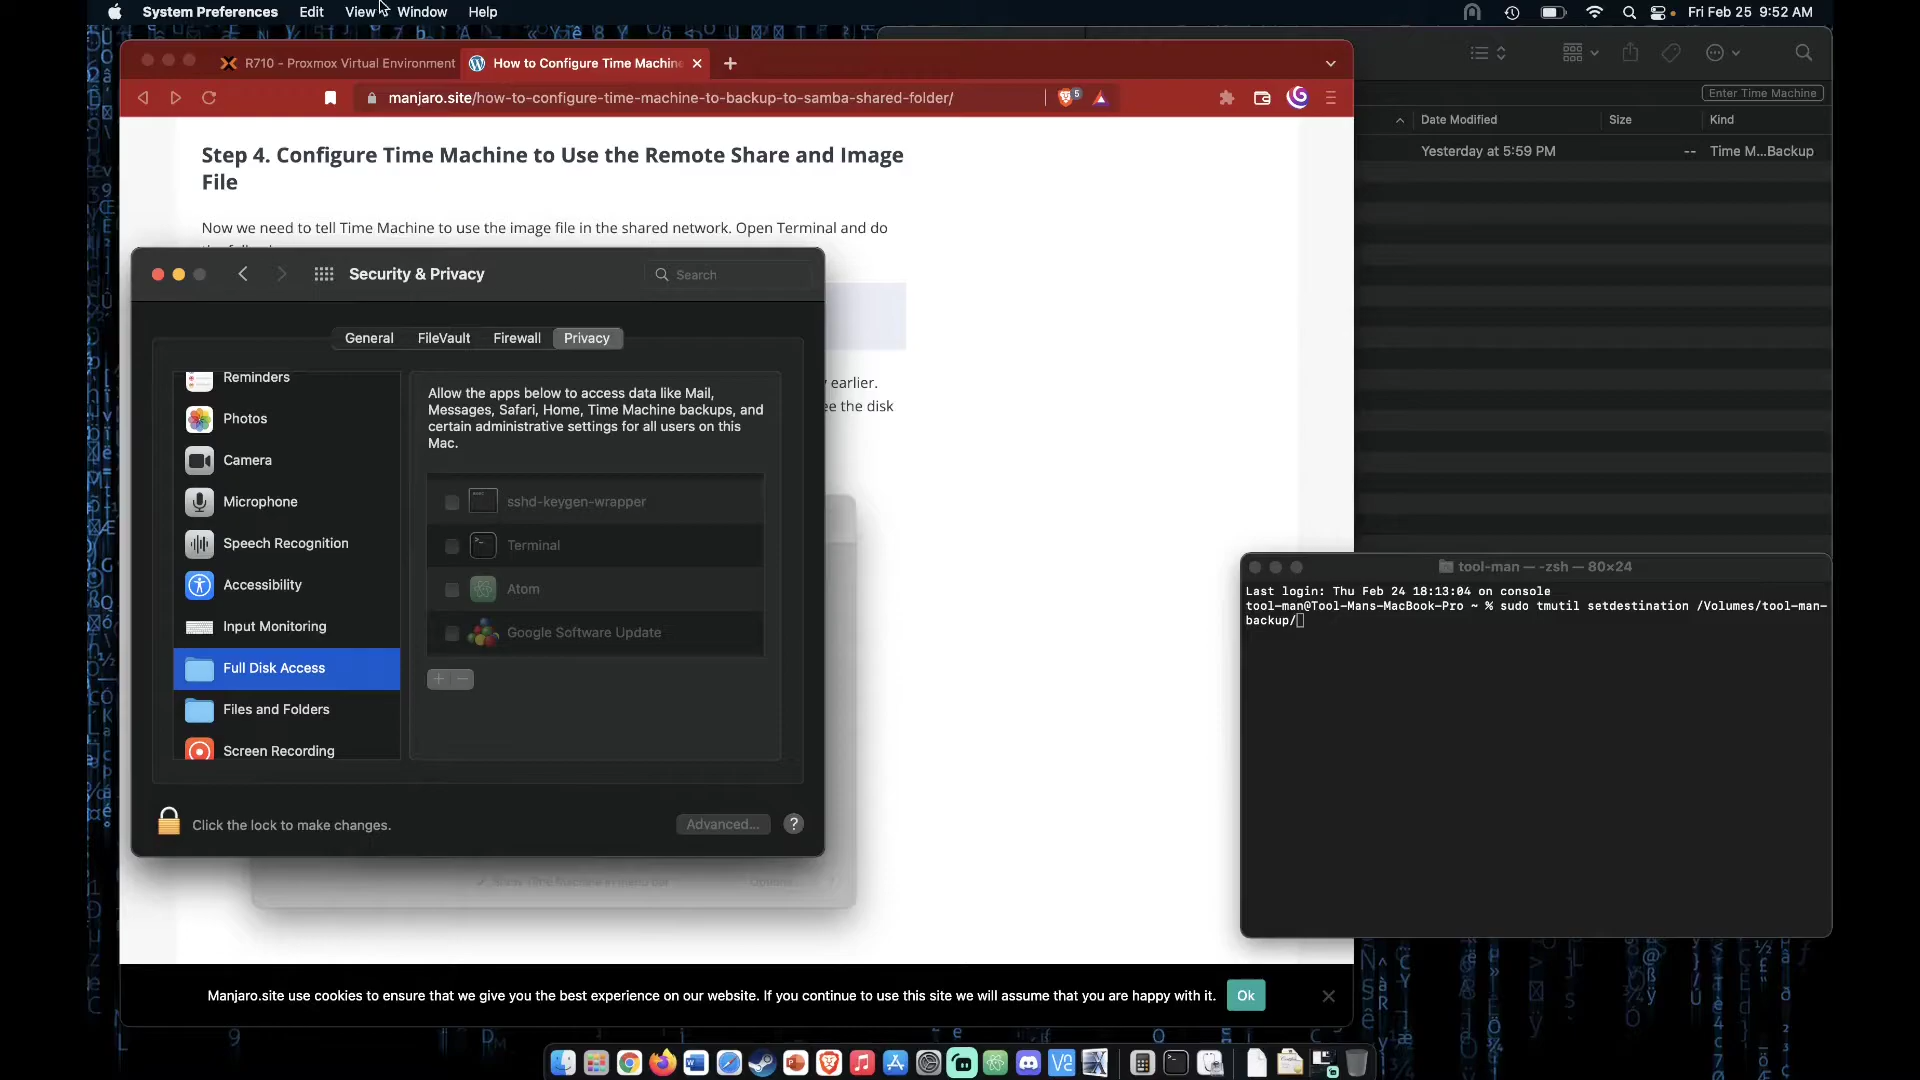 System Preferences Edit View Window Help
Fri Feb 25 9:52 AM
R710 - Proxmox Virtual Environment
How to Configure Time Machin
manjaro.site/how-to-configure-time-machine-to-backup-to-samba-shared-folder/
5
Enter Time Machine
Date Modified Size Kind
Yesterday at 5:59 PM -- Time M...Backup
Step 4. Configure Time Machine to Use the Remote Share and Image
File
Now we need to tell Time Machine to use the image file in the shared network. Open Terminal and do
earlier.
the disk
Security & Privacy
Search
General FileVault Firewall Privacy
Reminders
Photos
Camera
Microphone
Speech Recognition
Accessibility
Input Monitoring
Full Disk Access
Files and Folders
Screen Recording
Allow the apps below to access data like Mail,
Messages, Safari, Home, Time Machine backups, and
certain administrative settings for all users on this
Mac.
sshd-keygen-wrapper
Terminal
Atom
Google Software Update
+ −
Click the lock to make changes.
Advanced... ?
Show Time Machine in menu bar Options...
tool-man — -zsh — 80×24
Last login: Thu Feb 24 18:13:04 on console
tool-man@Tool-Mans-MacBook-Pro ~ % sudo tmutil setdestination /Volumes/tool-man-
backup/
Manjaro.site use cookies to ensure that we give you the best experience on our website. If you continue to use this site we will assume that you are happy with it. Ok